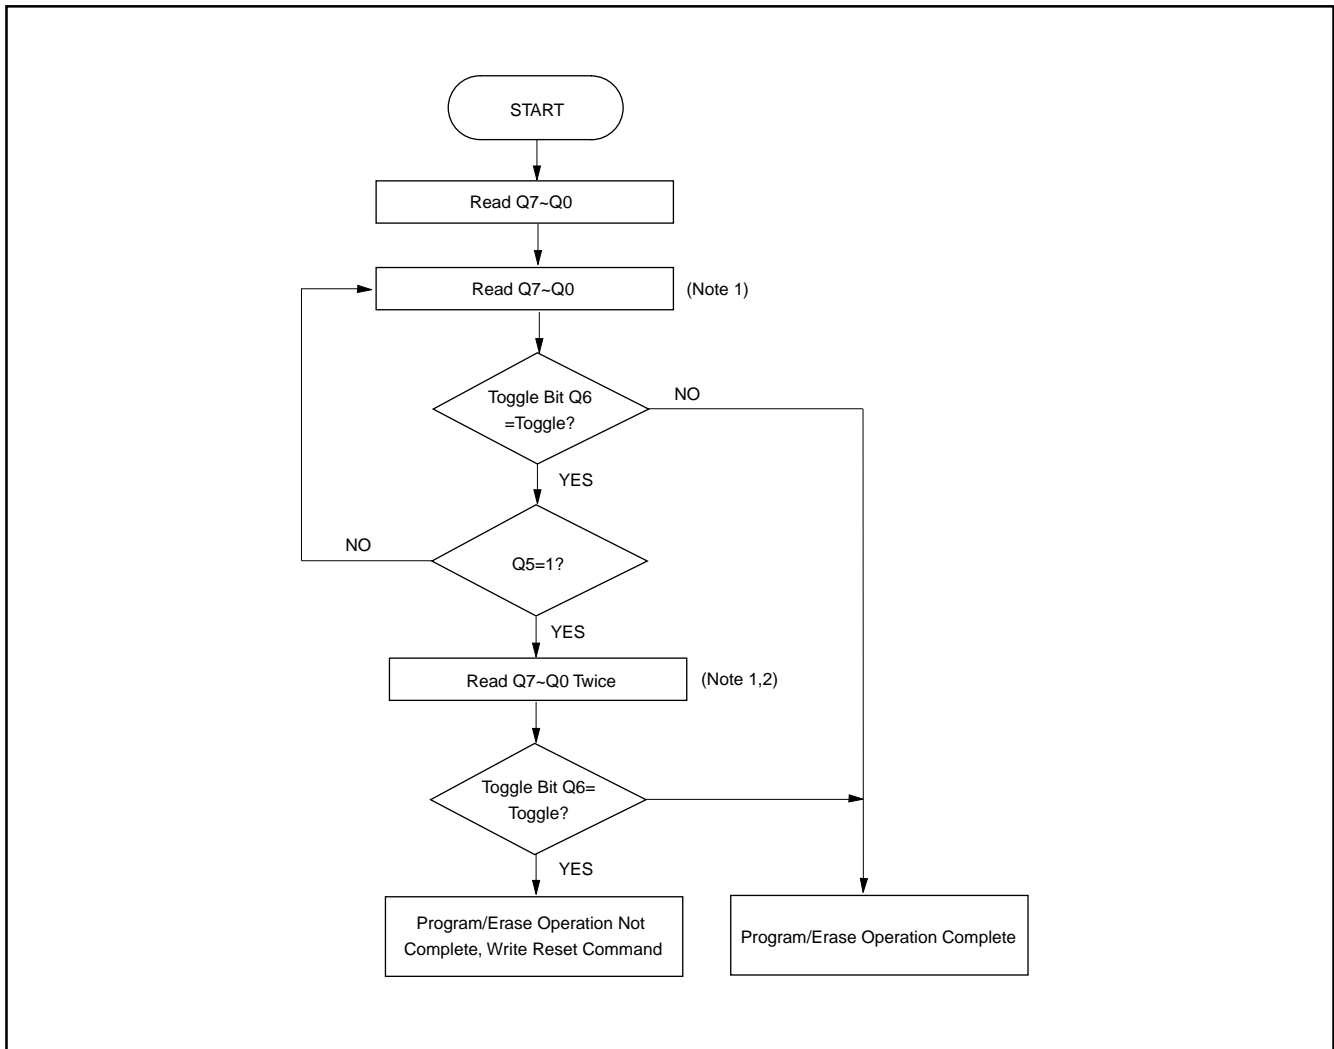 START
Read Q7~Q0
Read Q7~Q0
(Note 1)
Toggle Bit Q6
=Toggle?
NO
YES
NO
Q5=1?
YES
Read Q7~Q0 Twice
(Note 1,2)
Toggle Bit Q6=
Toggle?
YES
Program/Erase Operation Not
Complete, Write Reset Command
Program/Erase Operation Complete